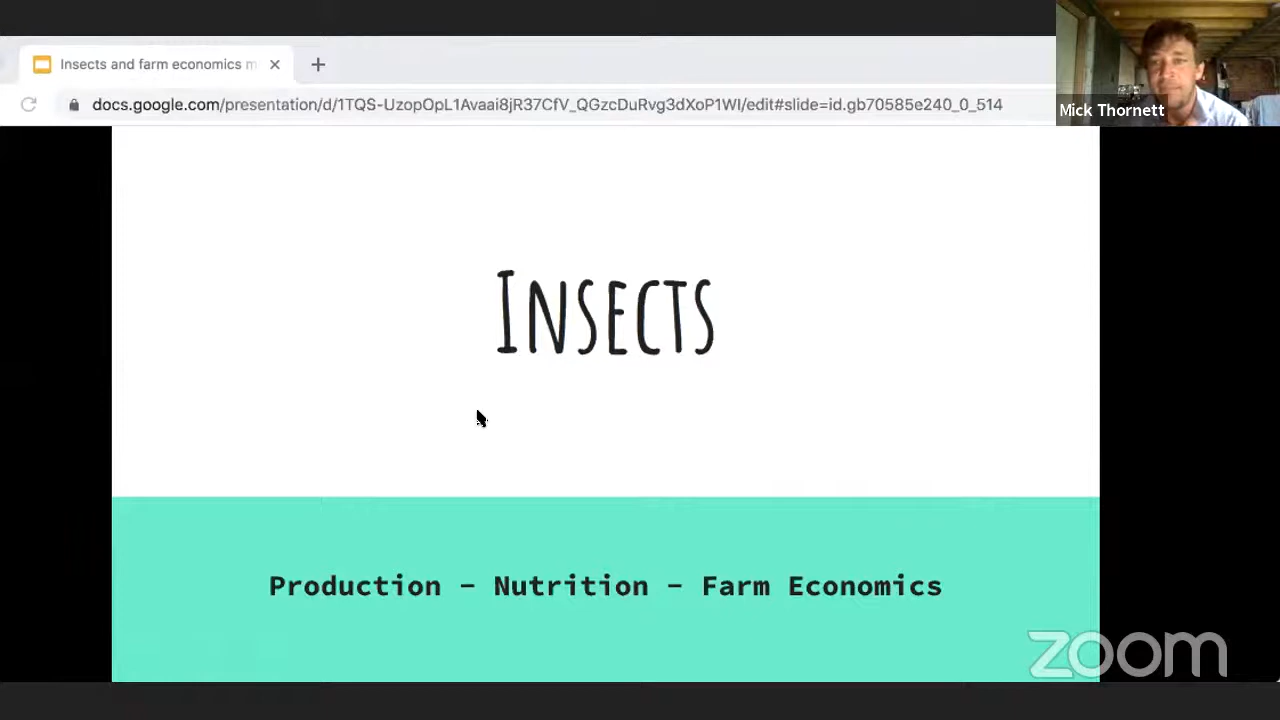 Insects and farm economics m
docs.google.com/presentation/d/1TQS-UzopOpL1Avaai8jR37CfV_QGzcDuRvg3dXoP1WI/edit#slide=id.gb70585e240_0_514
Mick Thornett
INSECTS
Production - Nutrition - Farm Economics
zoom